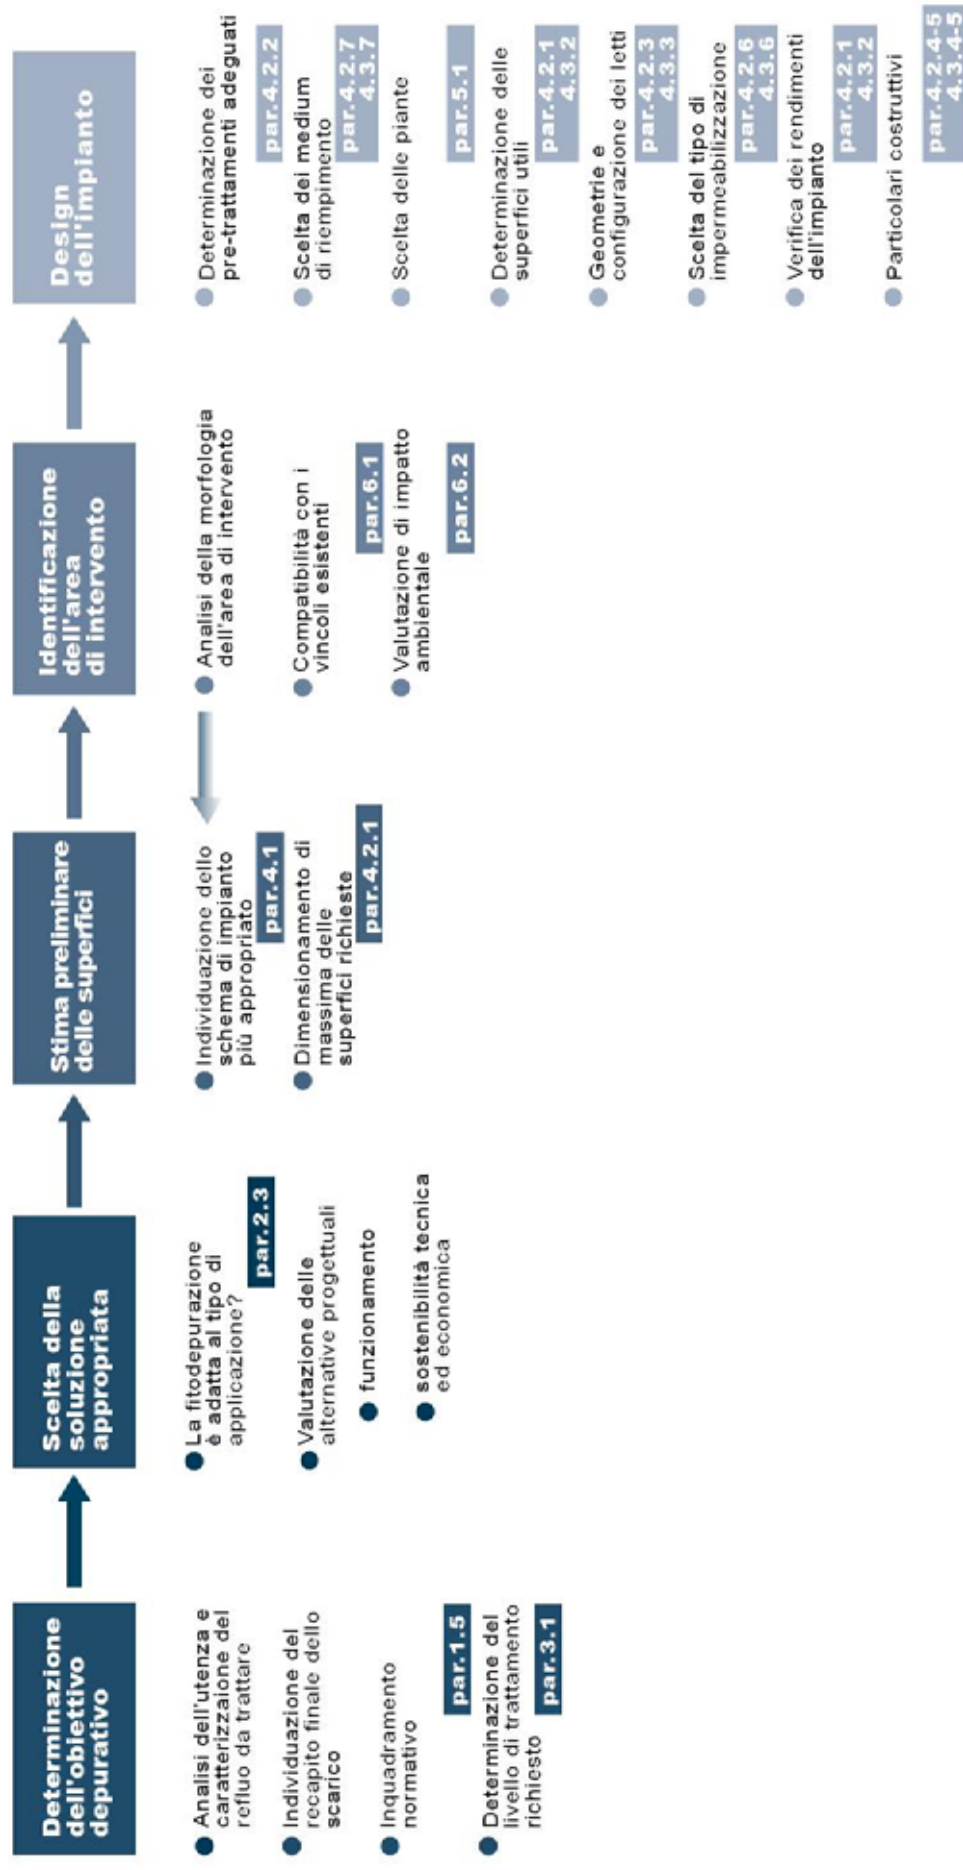 Determinazione
dell'obiettivo
depurativo
Analisi dell'utenza e
caratterizzaione del
refluo da trattare
Individuazione del
recapito finale dello
scarico
Inquadramento
normativo
par.1.5
Determinazione del
livello di trattamento
richiesto
par.3.1
Scelta della
soluzione
appropriata
La fitodepurazione
è adatta al tipo di
applicazione?
par.2.3
Valutazione delle
alternative progettuali
funzionamento
sostenibilità tecnica
ed economica
Stima preliminare
delle superfici
Individuazione dello
schema di impianto
più appropriato
par.4.1
Dimensionamento di
massima delle
superfici richieste
par.4.2.1
Identificazione
dell'area
di intervento
Analisi della morfologia
dell'area di intervento
Compatibilità con i
vincoli esistenti
par.6.1
Valutazione di impatto
ambientale
par.6.2
Design
dell'impianto
Determinazione dei
pre-trattamenti adeguati
par.4.2.2
Scelta dei medium
di riempimento
par.4.2.7
4.3.7
Scelta delle piante
par.5.1
Determinazione delle
superfici utili
par.4.2.1
4.3.2
Geometrie e
configurazione dei letti
par.4.2.3
4.3.3
Scelta del tipo di
impermeabilizzazione
par.4.2.6
4.3.6
Verifica dei rendimenti
dell'impianto
par.4.2.1
4.3.2
Particolari costruttivi
par.4.2.4-5
4.3.4-5